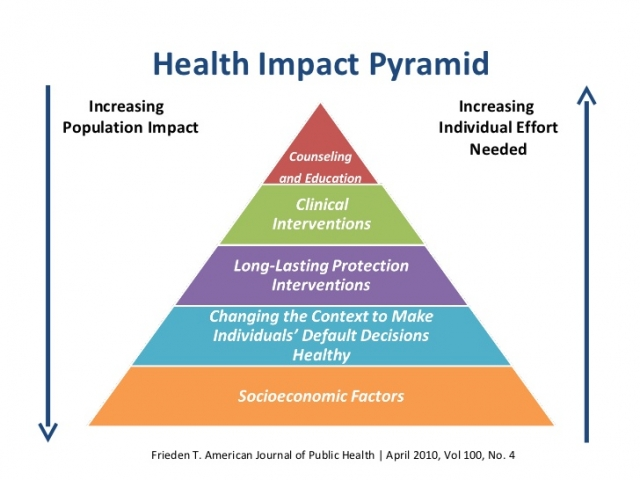 Health Impact Pyramid
Increasing
Population Impact
Increasing
Individual Effort
Needed
Counseling
and Education
Clinical
Interventions
Long-Lasting Protection
Interventions
Changing the Context to Make
Individuals’ Default Decisions
Healthy
Socioeconomic Factors
Frieden T. American Journal of Public Health | April 2010, Vol 100, No. 4